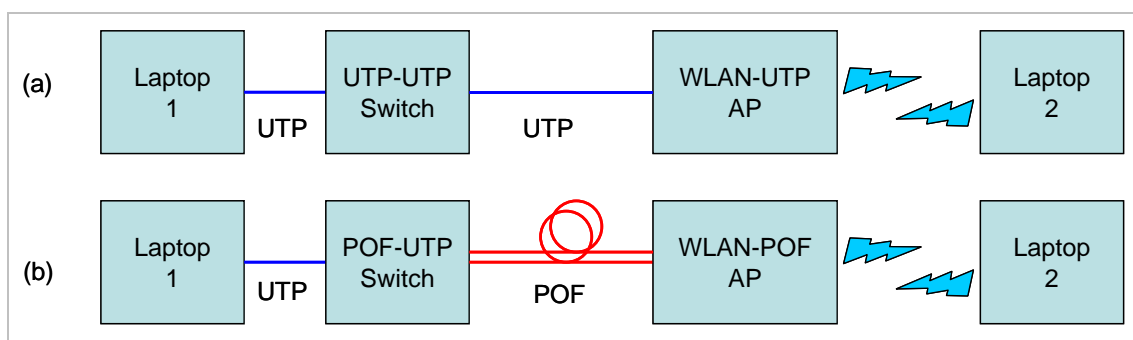 (a)
Laptop
1
UTP
UTP-UTP
Switch
UTP
WLAN-UTP
AP
Laptop
2
(b)
Laptop
1
UTP
POF-UTP
Switch
POF
WLAN-POF
AP
Laptop
2